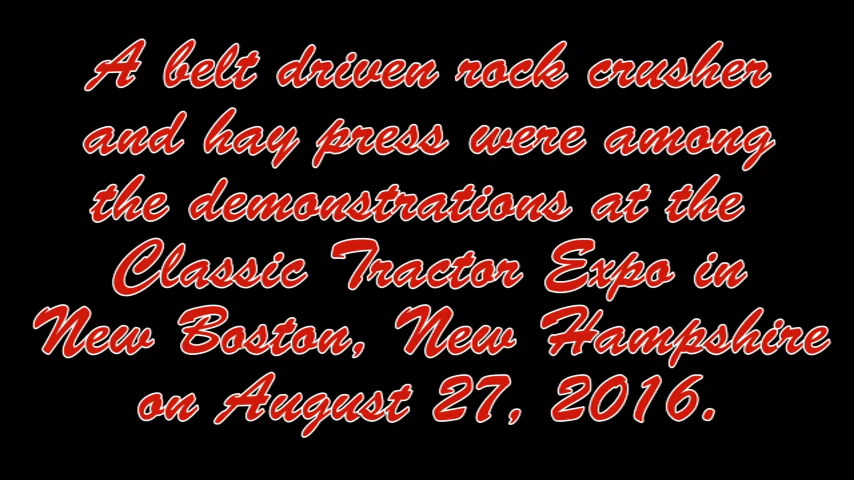 A belt driven rock crusher
and hay press were among
the demonstrations at the
Classic Tractor Expo in
New Boston, New Hampshire
on August 27, 2016.